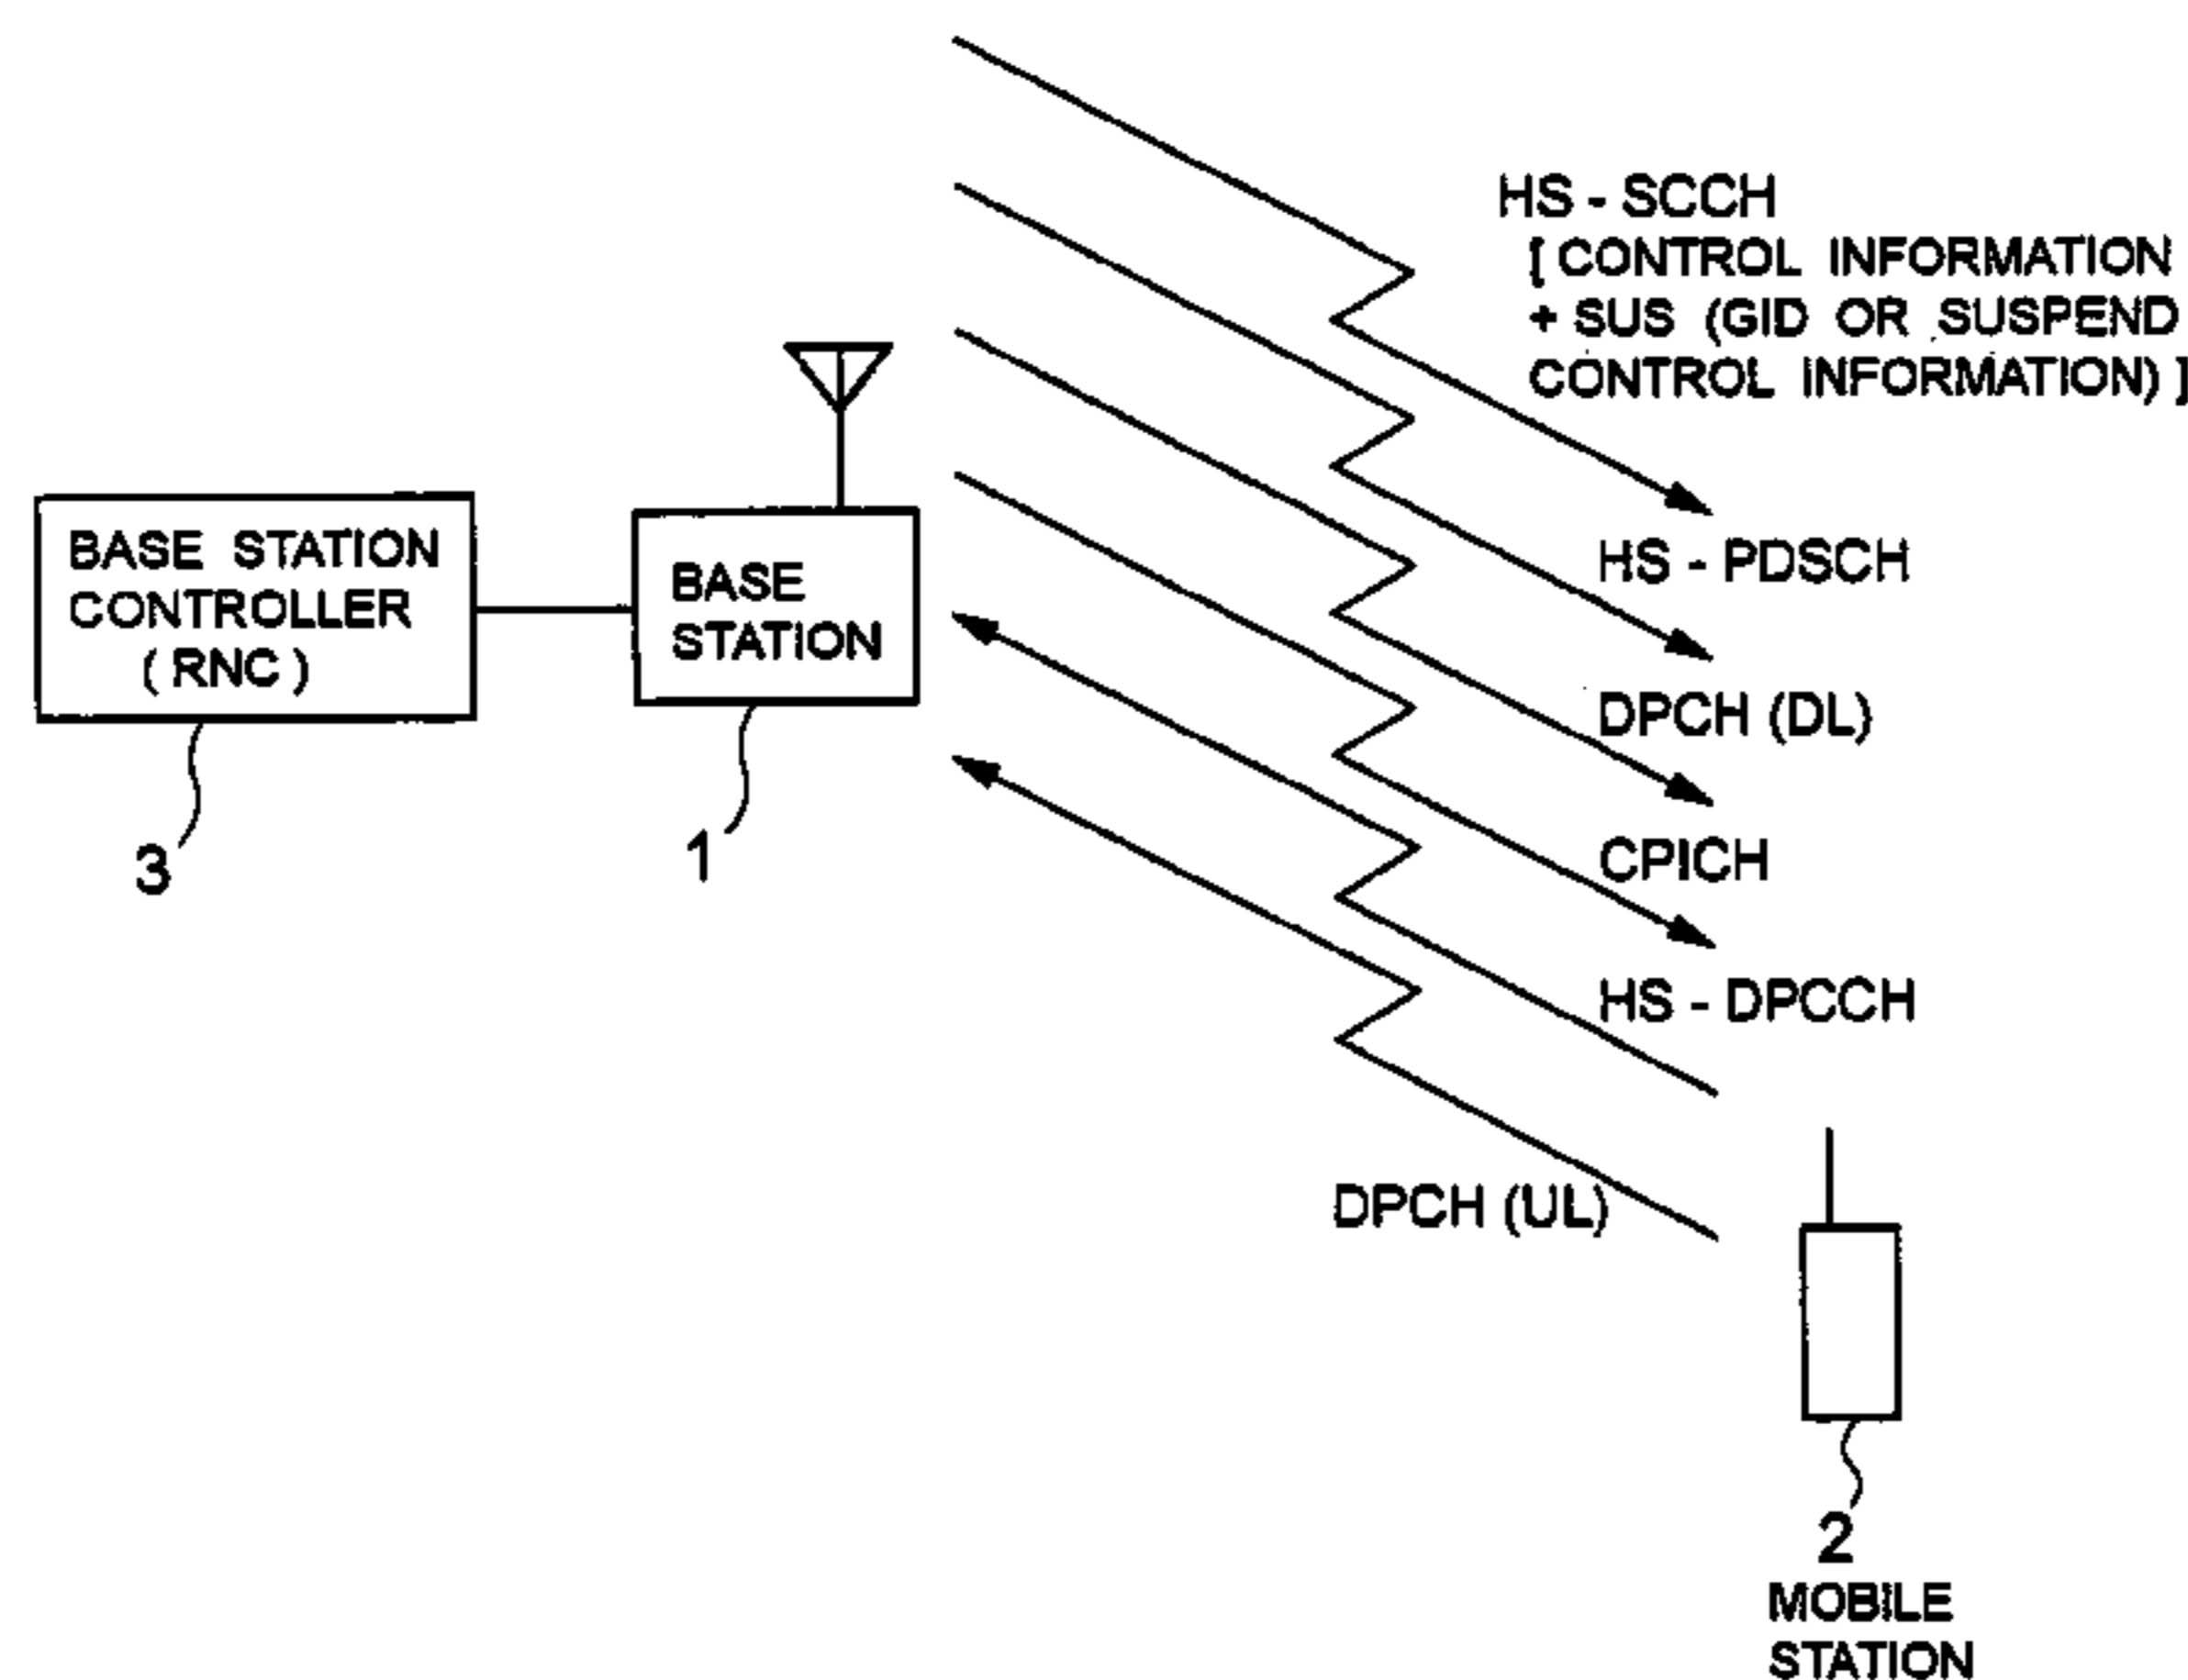 HS - SCCH
[ CONTROL INFORMATION
+ SUS (GID OR SUSPEND
CONTROL INFORMATION) ]
BASE STATION
CONTROLLER
( RNC )
BASE
STATION
HS - PDSCH
DPCH (DL)
3
1
CPICH
HS - DPCCH
DPCH (UL)
2
MOBILE
STATION